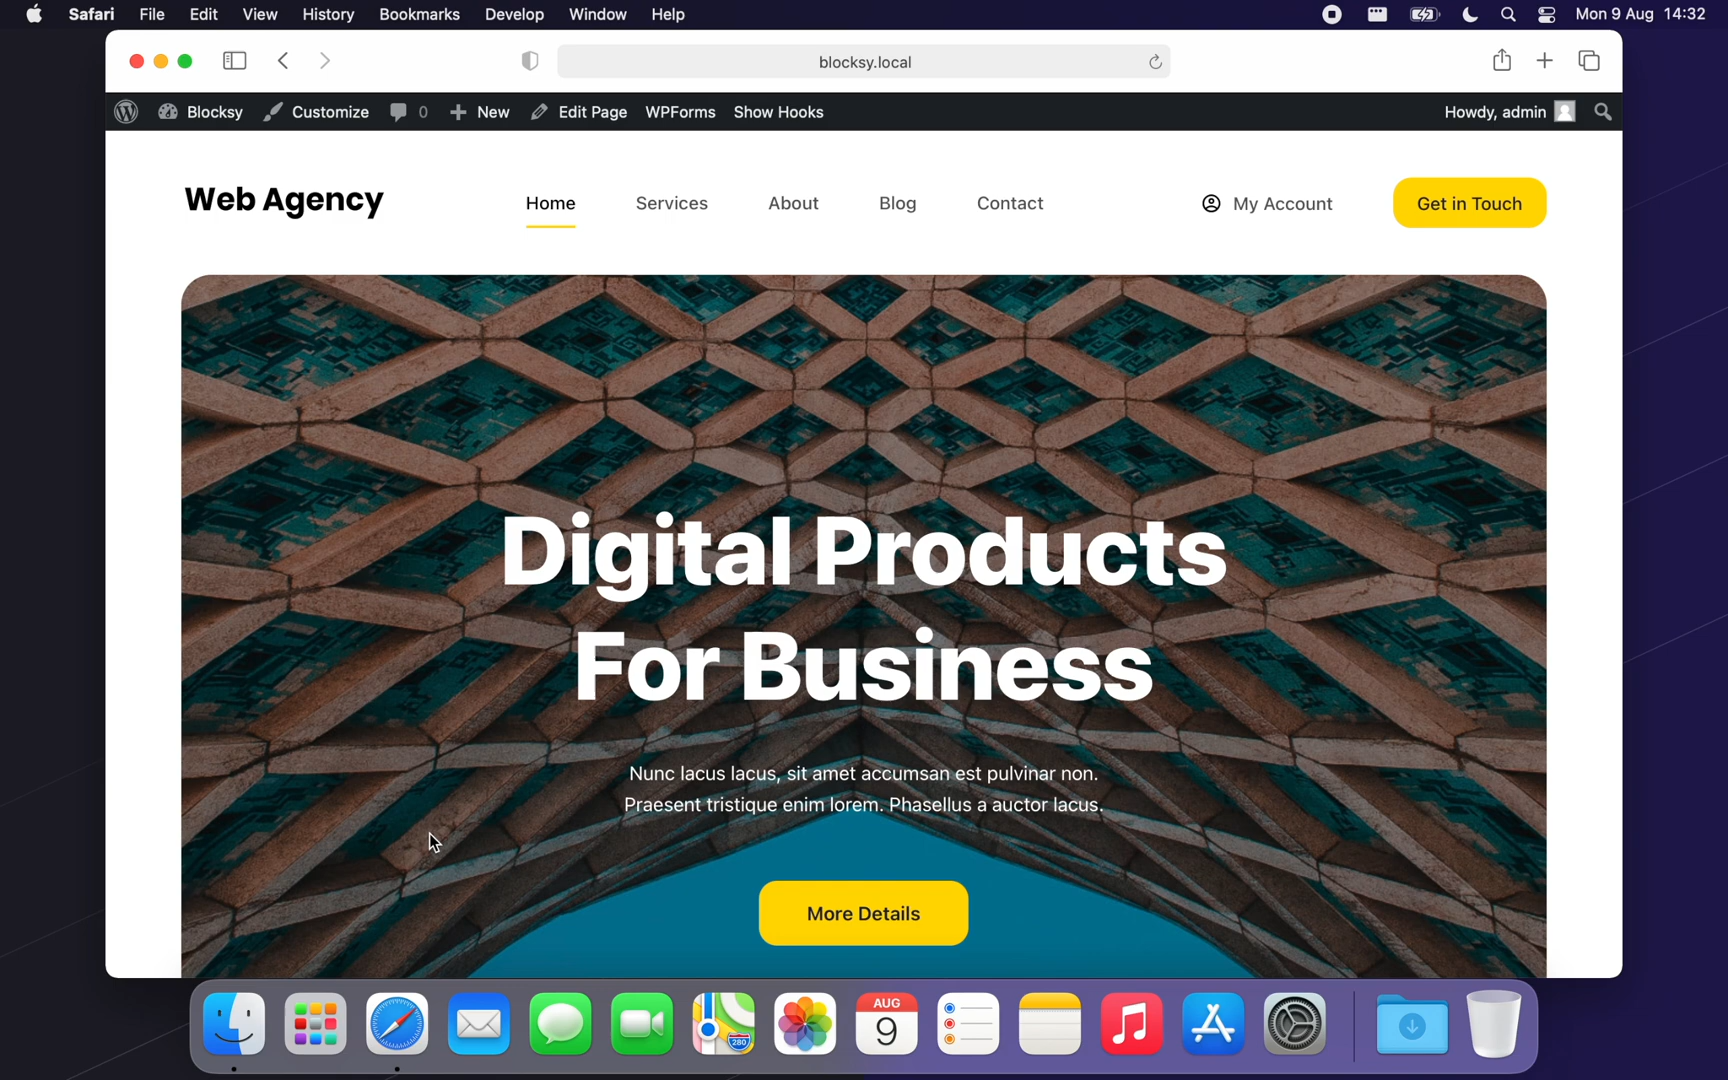 Safari File Edit View History Bookmarks Develop Window Help Mon 9 Aug 14:32
blocksy.local
Blocksy Customize 0 New Edit Page WPForms Show Hooks Howdy, admin
Web Agency Home Services About Blog Contact My Account Get in Touch
Digital Products
For Business
Nunc lacus lacus, sit amet accumsan est pulvinar non.
Praesent tristique enim lorem. Phasellus a auctor lacus.
More Details
280
AUG
9